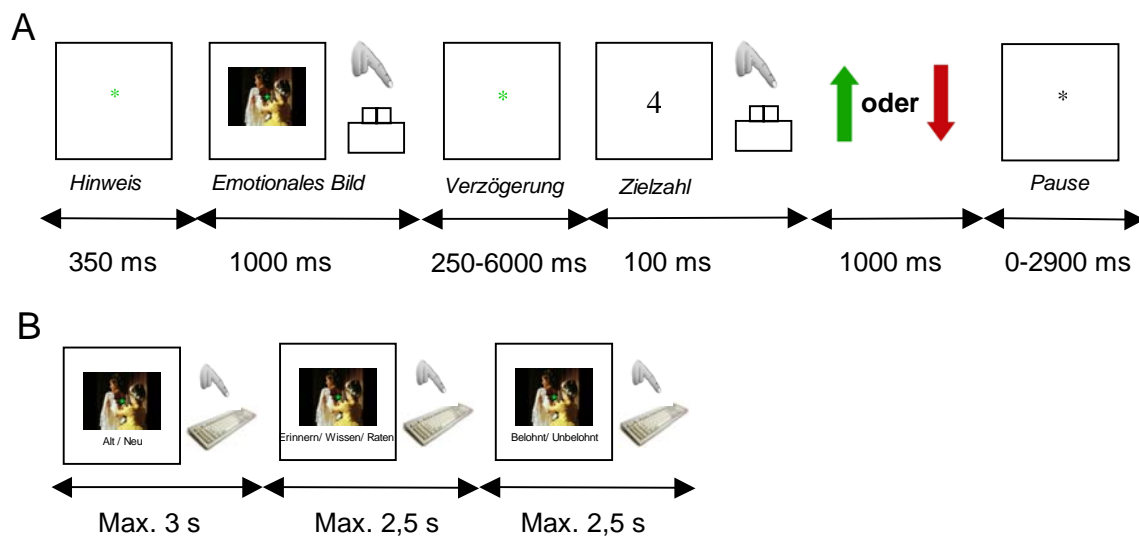 A
*
*
4
oder
*
Hinweis
Emotionales Bild
Verzögerung
Zielzahl
Pause
350 ms
1000 ms
250-6000 ms
100 ms
1000 ms
0-2900 ms
B
Alt / Neu
Erinnern/ Wissen/ Raten
Belohnt/ Unbelohnt
Max. 3 s
Max. 2,5 s
Max. 2,5 s